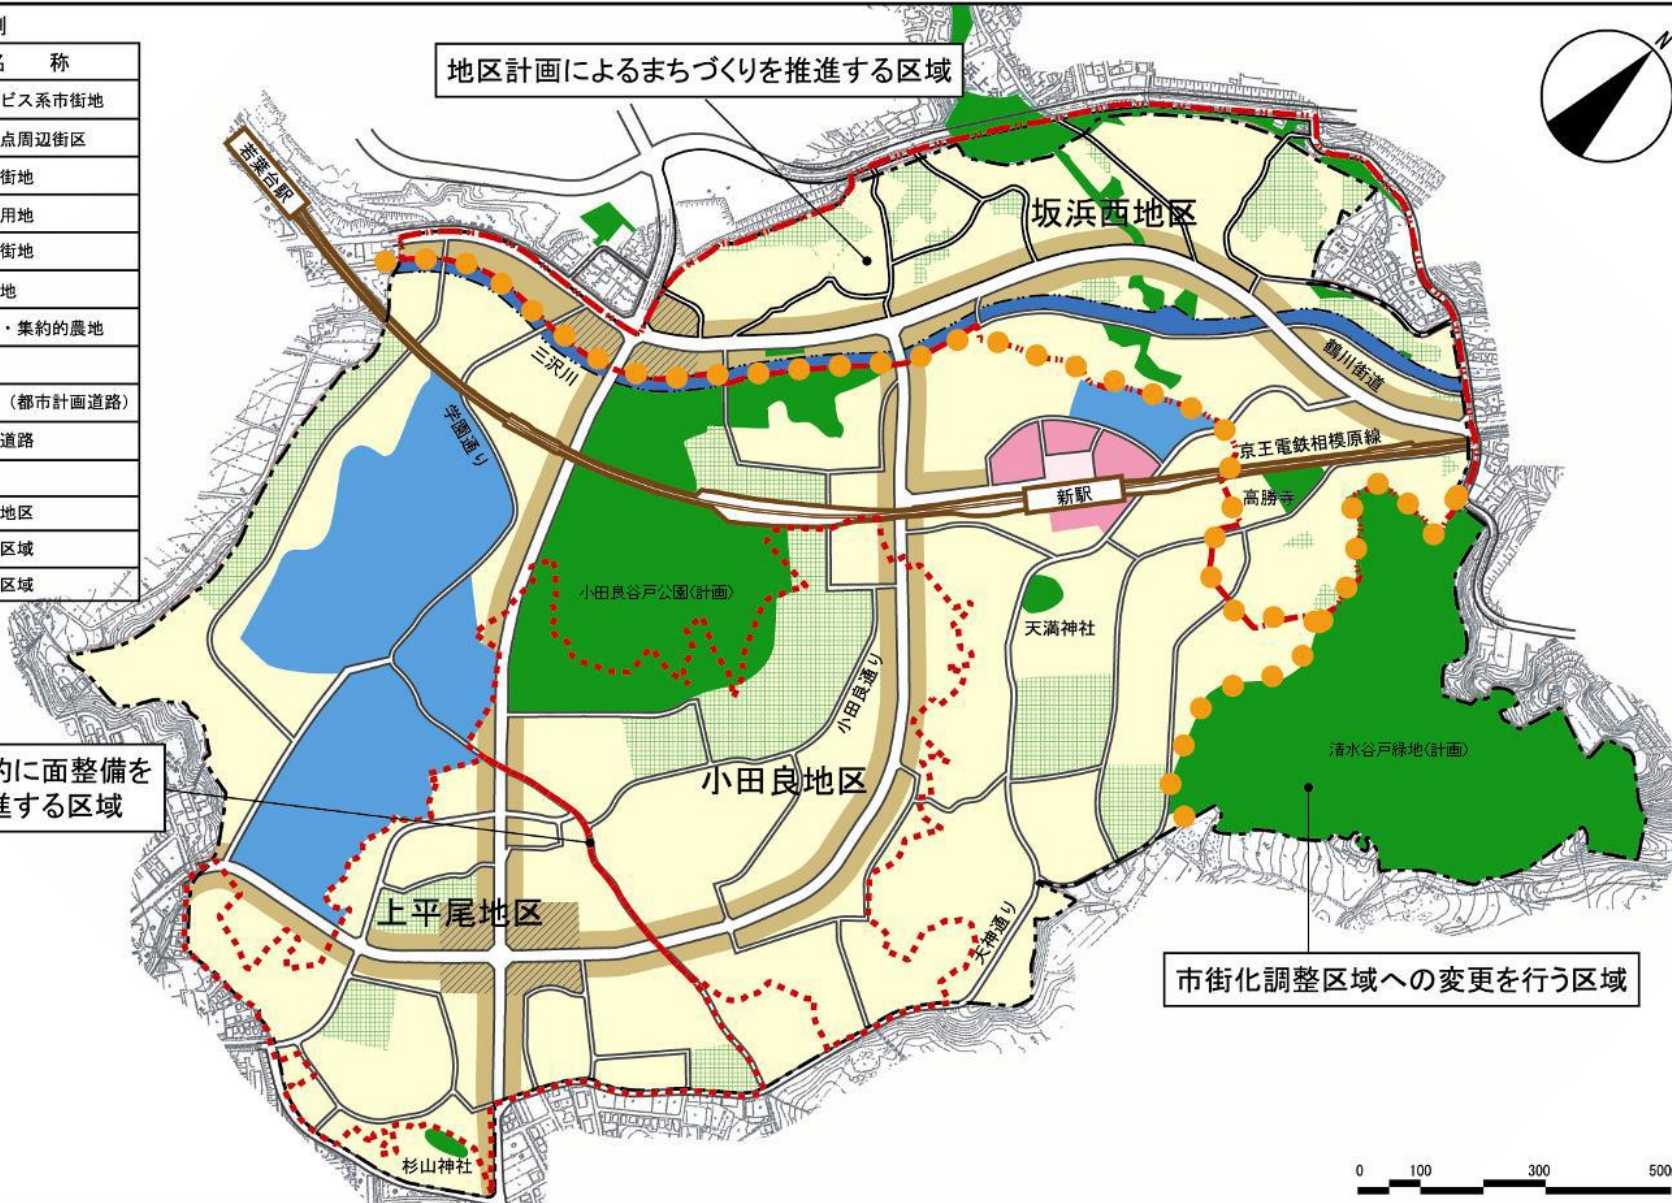 称
ビス系市街地
点周辺街区
街地
用地
街地
地
・集約的農地
（都市計画道路）
道路
地区
区域
区域
地区計画によるまちづくりを推進する区域
N
若葉台駅
坂浜西地区
三沢川
鶴川街道
学園通り
京王電鉄相模原線
新駅
高勝寺
小田良谷戸公園(計画)
天満神社
小田良通り
清水谷戸緑地(計画)
的に面整備を
進する区域
小田良地区
上平尾地区
天神通り
市街化調整区域への変更を行う区域
杉山神社
0 100 300 500